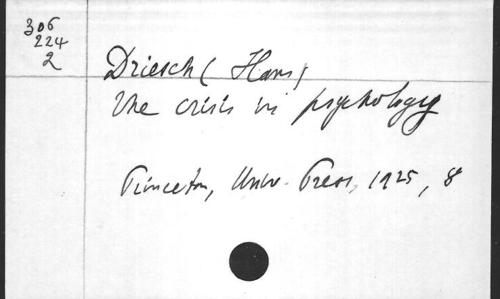 306
224
2
Driesch (Hans)
The crisis in psychology
Princeton, Univ. Press, 1925, 8